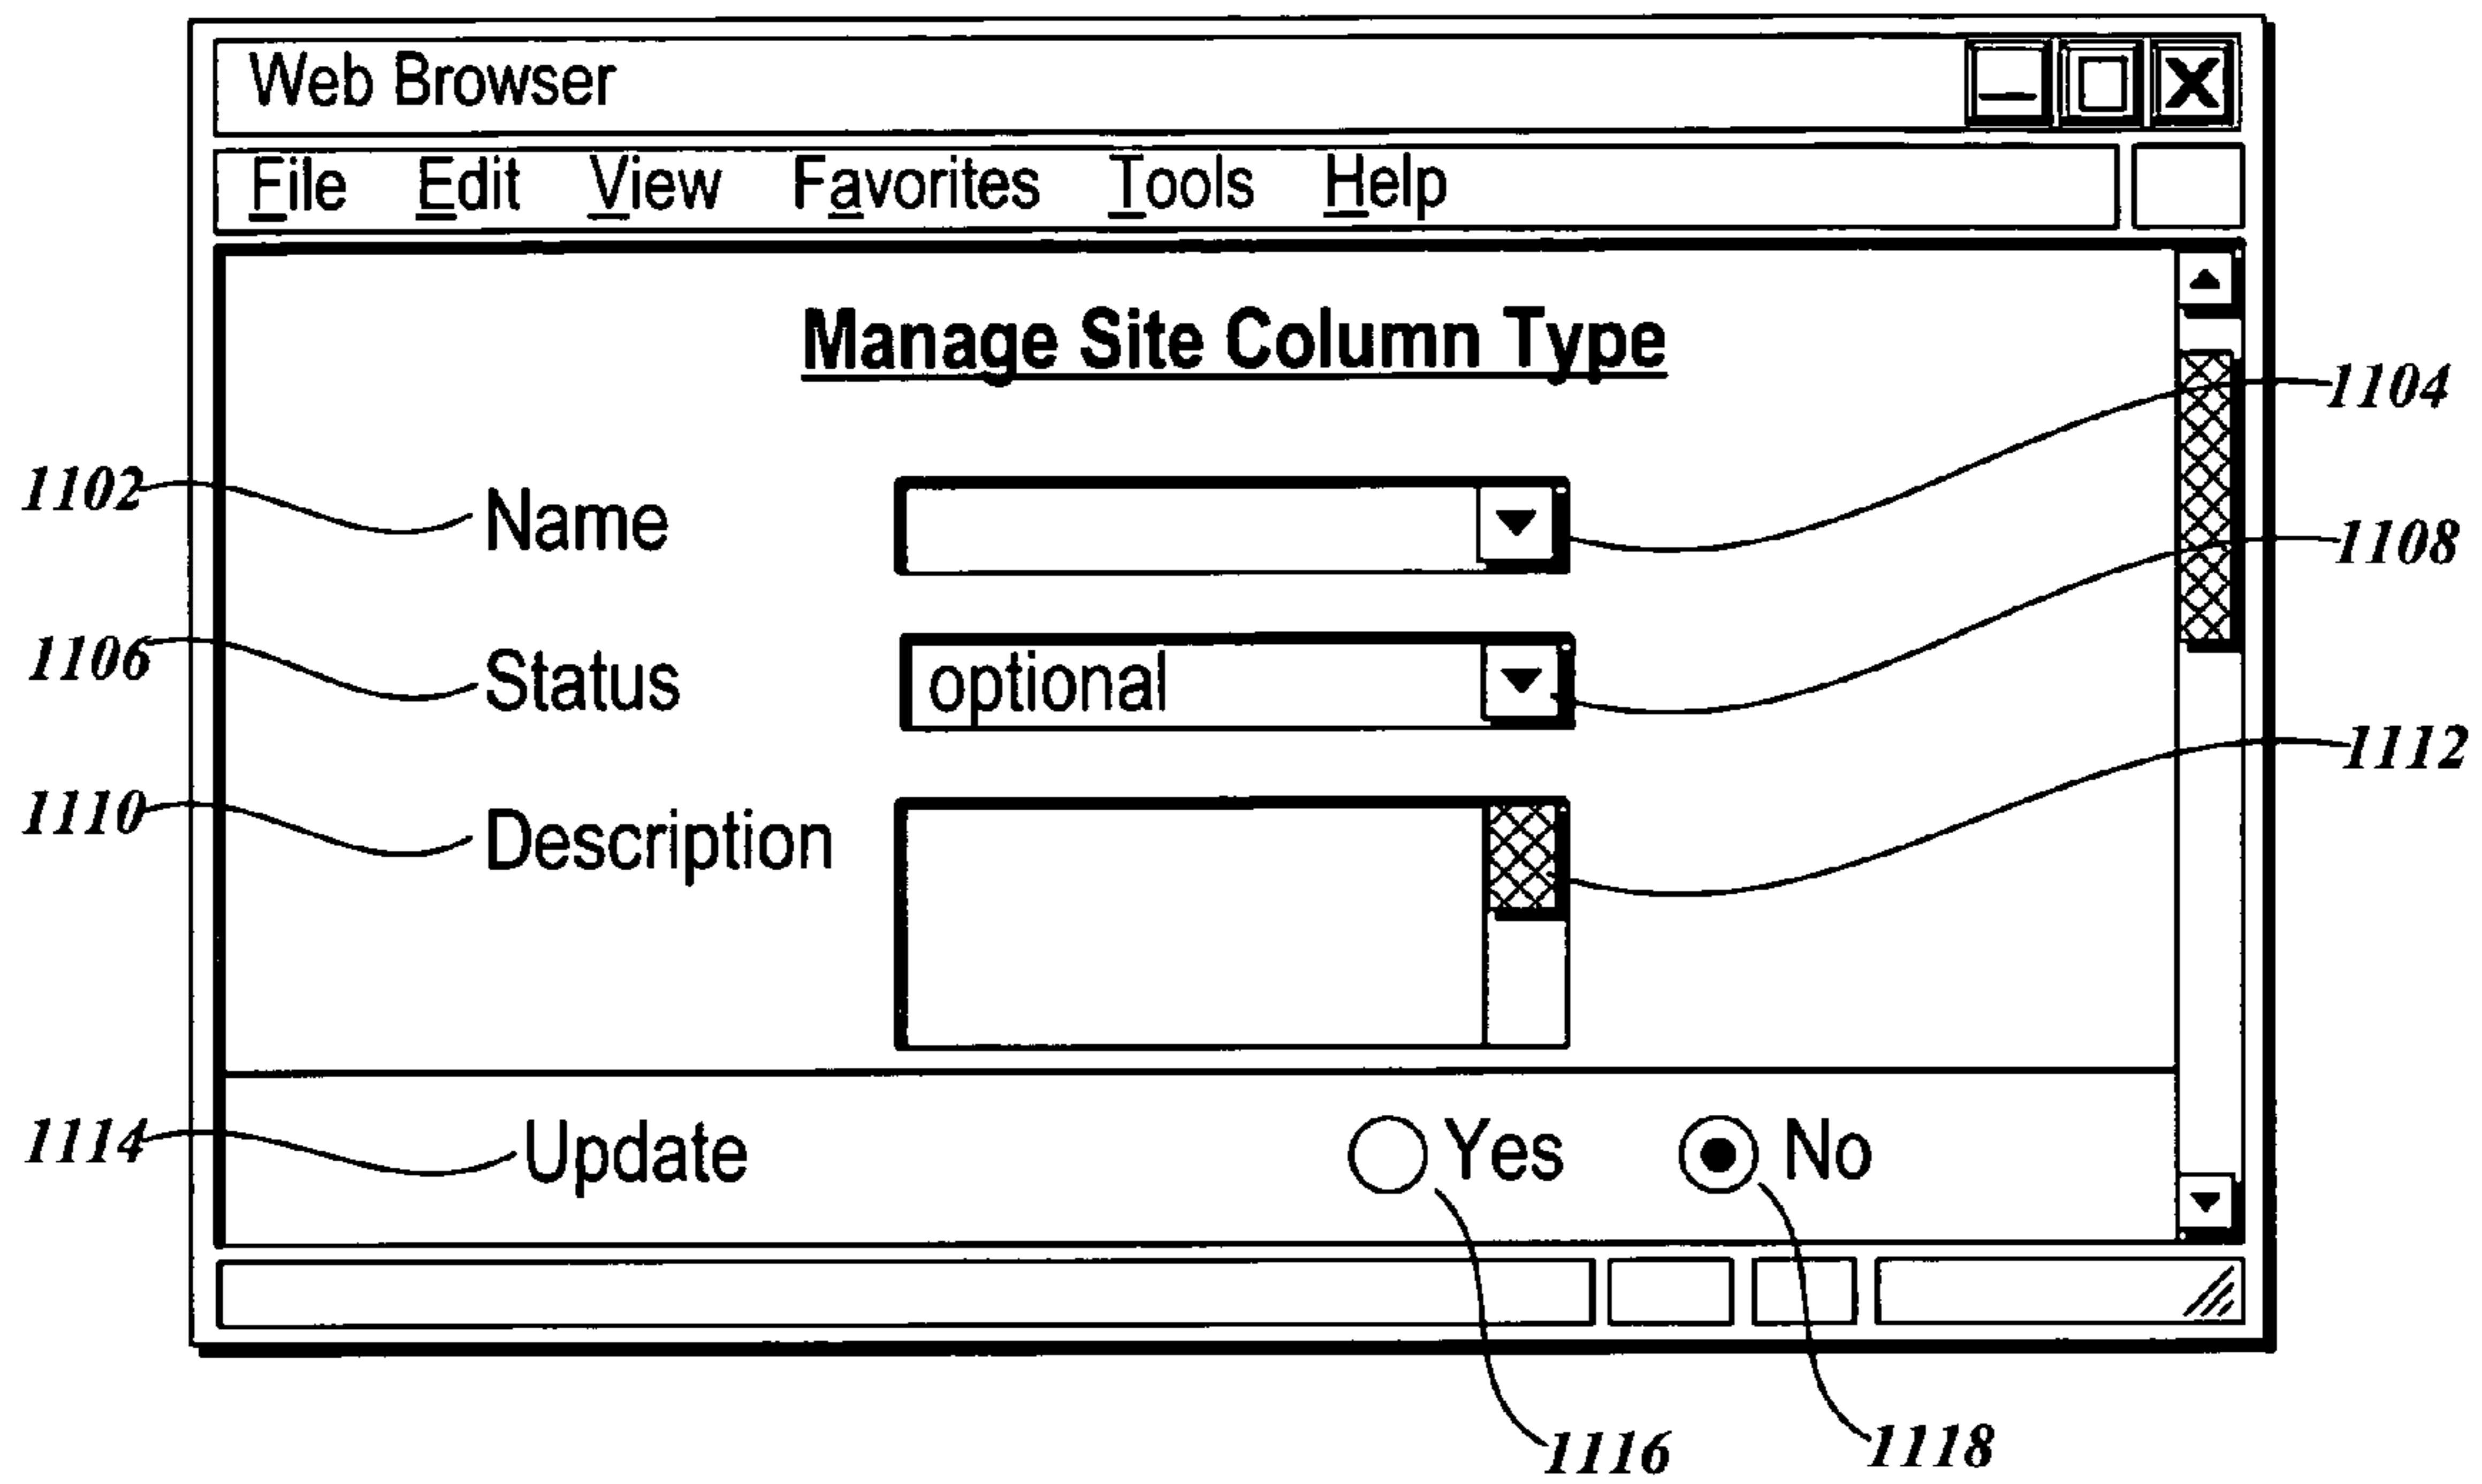 Web Browser
File Edit View Favorites Tools Help
Manage Site Column Type
1104
1102 Name
1108
1106 Status optional
1112
1110 Description
1114 Update Yes No
1116 1118